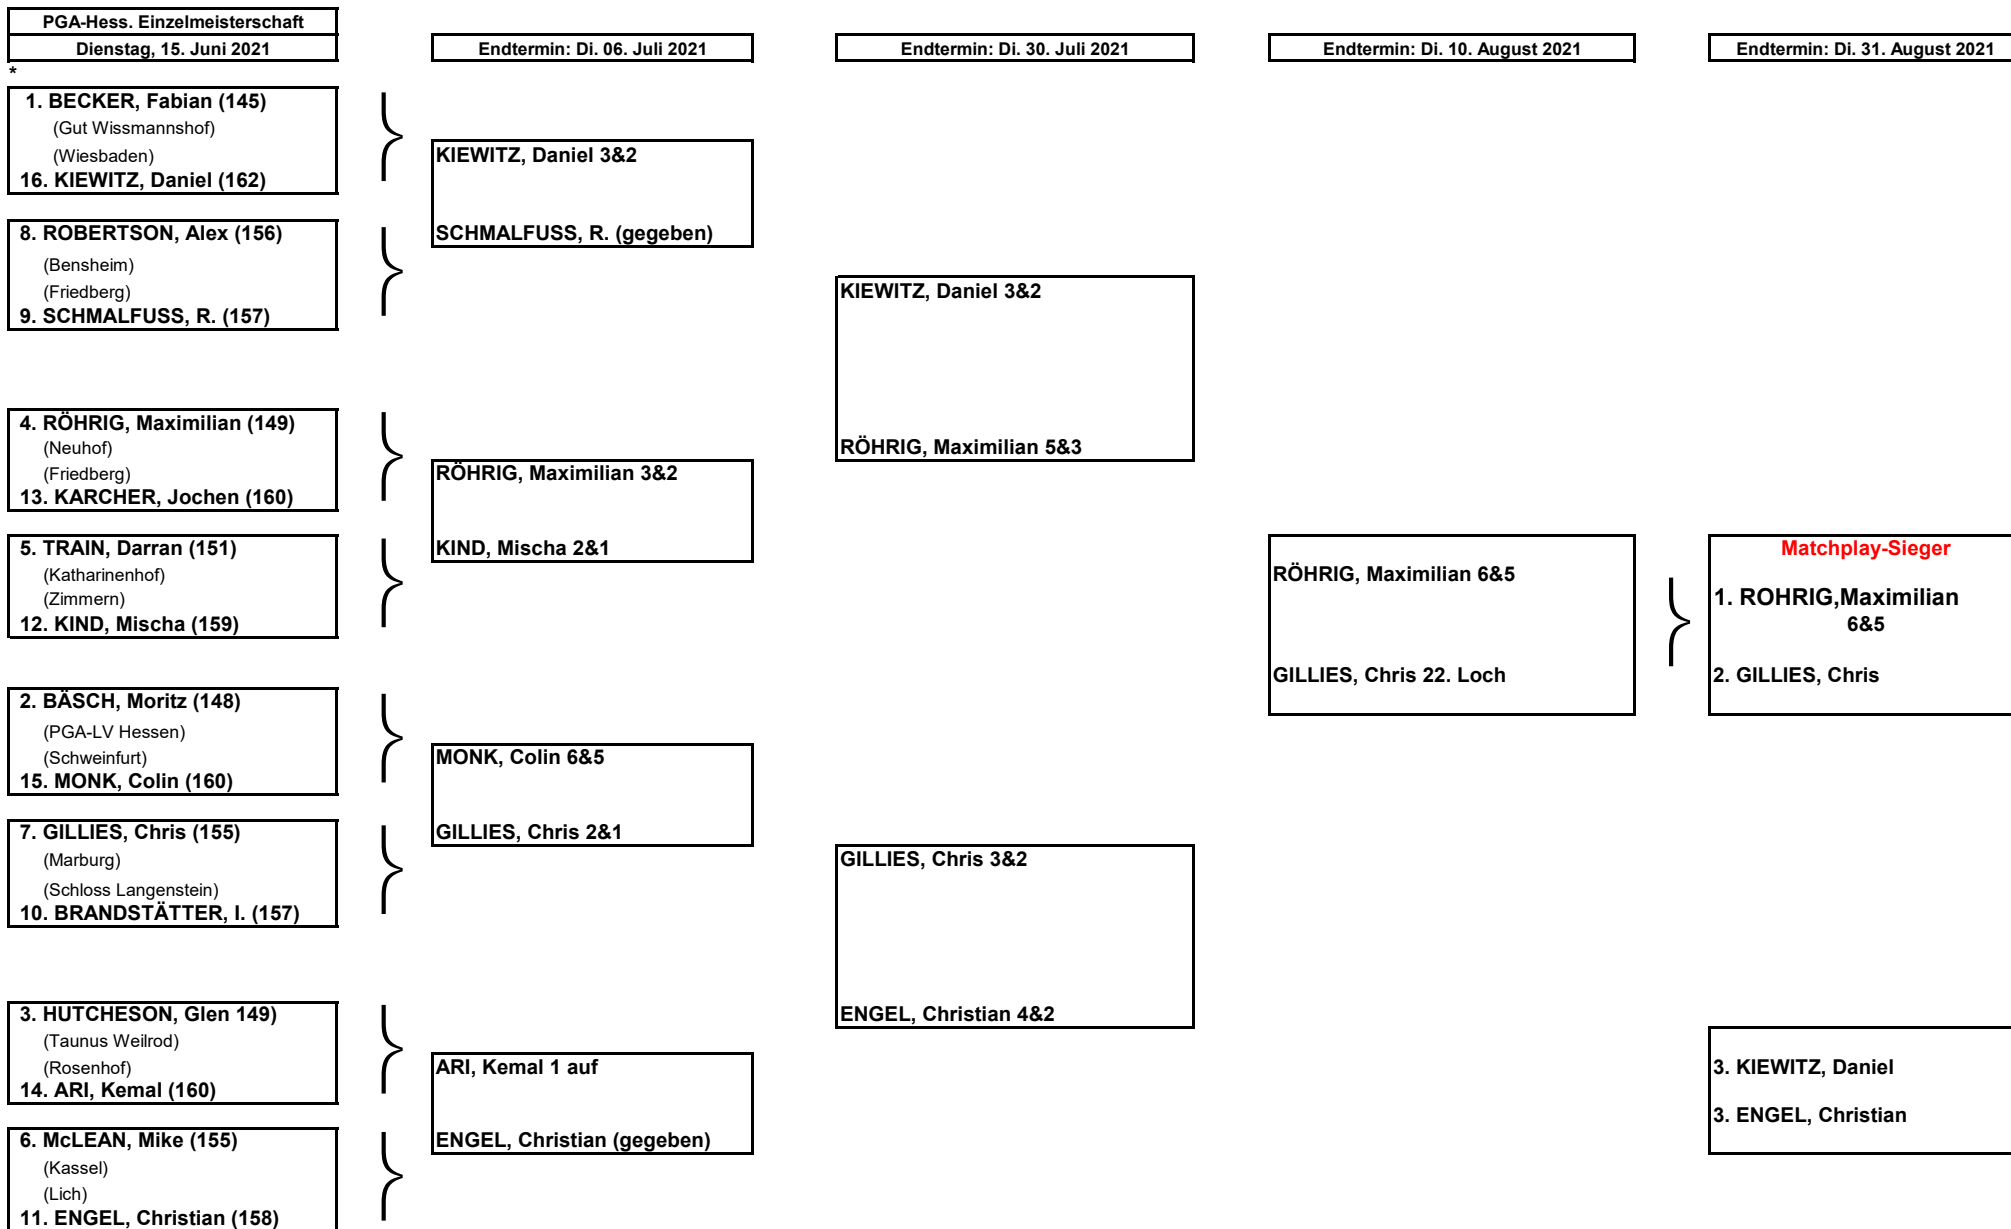 PGA-Hess. Einzelmeisterschaft
Dienstag, 15. Juni 2021
Endtermin: Di. 06. Juli 2021
Endtermin: Di. 30. Juli 2021
Endtermin: Di. 10. August 2021
Endtermin: Di. 31. August 2021
*
1. BECKER, Fabian (145)
(Gut Wissmannshof)
(Wiesbaden)
16. KIEWITZ, Daniel (162)
8. ROBERTSON, Alex (156)
(Bensheim)
(Friedberg)
9. SCHMALFUSS, R. (157)
4. RÖHRIG, Maximilian (149)
(Neuhof)
(Friedberg)
13. KARCHER, Jochen (160)
5. TRAIN, Darran (151)
(Katharinenhof)
(Zimmern)
12. KIND, Mischa (159)
2. BÄSCH, Moritz (148)
(PGA-LV Hessen)
(Schweinfurt)
15. MONK, Colin (160)
7. GILLIES, Chris (155)
(Marburg)
(Schloss Langenstein)
10. BRANDSTÄTTER, I. (157)
3. HUTCHESON, Glen 149)
(Taunus Weilrod)
(Rosenhof)
14. ARI, Kemal (160)
6. McLEAN, Mike (155)
(Kassel)
(Lich)
11. ENGEL, Christian (158)
KIEWITZ, Daniel 3&2
SCHMALFUSS, R. (gegeben)
RÖHRIG, Maximilian 3&2
KIND, Mischa 2&1
MONK, Colin 6&5
GILLIES, Chris 2&1
ARI, Kemal 1 auf
ENGEL, Christian (gegeben)
KIEWITZ, Daniel 3&2
RÖHRIG, Maximilian 5&3
GILLIES, Chris 3&2
ENGEL, Christian 4&2
RÖHRIG, Maximilian 6&5
GILLIES, Chris 22. Loch
Matchplay-Sieger
1. ROHRIG,Maximilian
6&5
2. GILLIES, Chris
3. KIEWITZ, Daniel
3. ENGEL, Christian